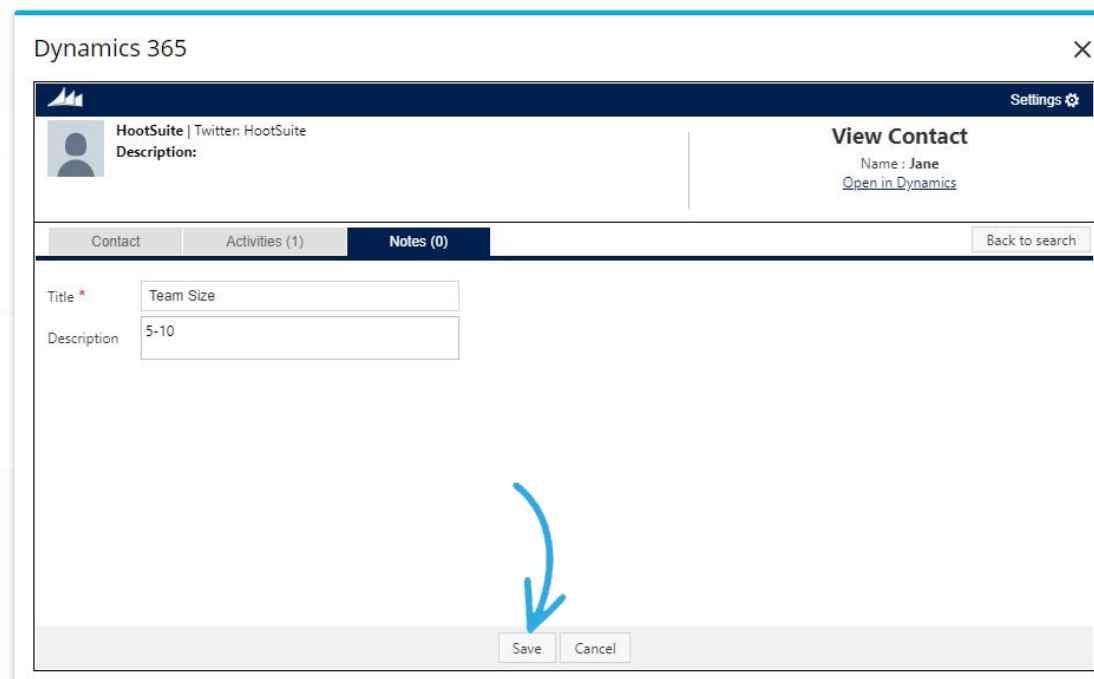 Dynamics 365
Settings
HootSuite | Twitter: HootSuite
Description:
View Contact
Name : Jane
Open in Dynamics
Contact Activities (1) Notes (0) Back to search
Title * Team Size
Description 5-10
Save Cancel